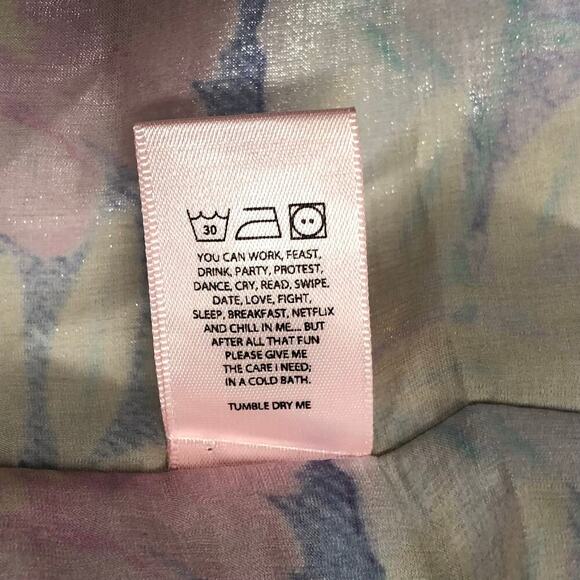 30
YOU CAN WORK, FEAST,
DRINK, PARTY, PROTEST,
DANCE, CRY, READ, SWIPE,
DATE, LOVE, FIGHT,
SLEEP, BREAKFAST, NETFLIX
AND CHILL IN ME.... BUT
AFTER ALL THAT FUN
PLEASE GIVE ME
THE CARE I NEED;
IN A COLD BATH.
TUMBLE DRY ME